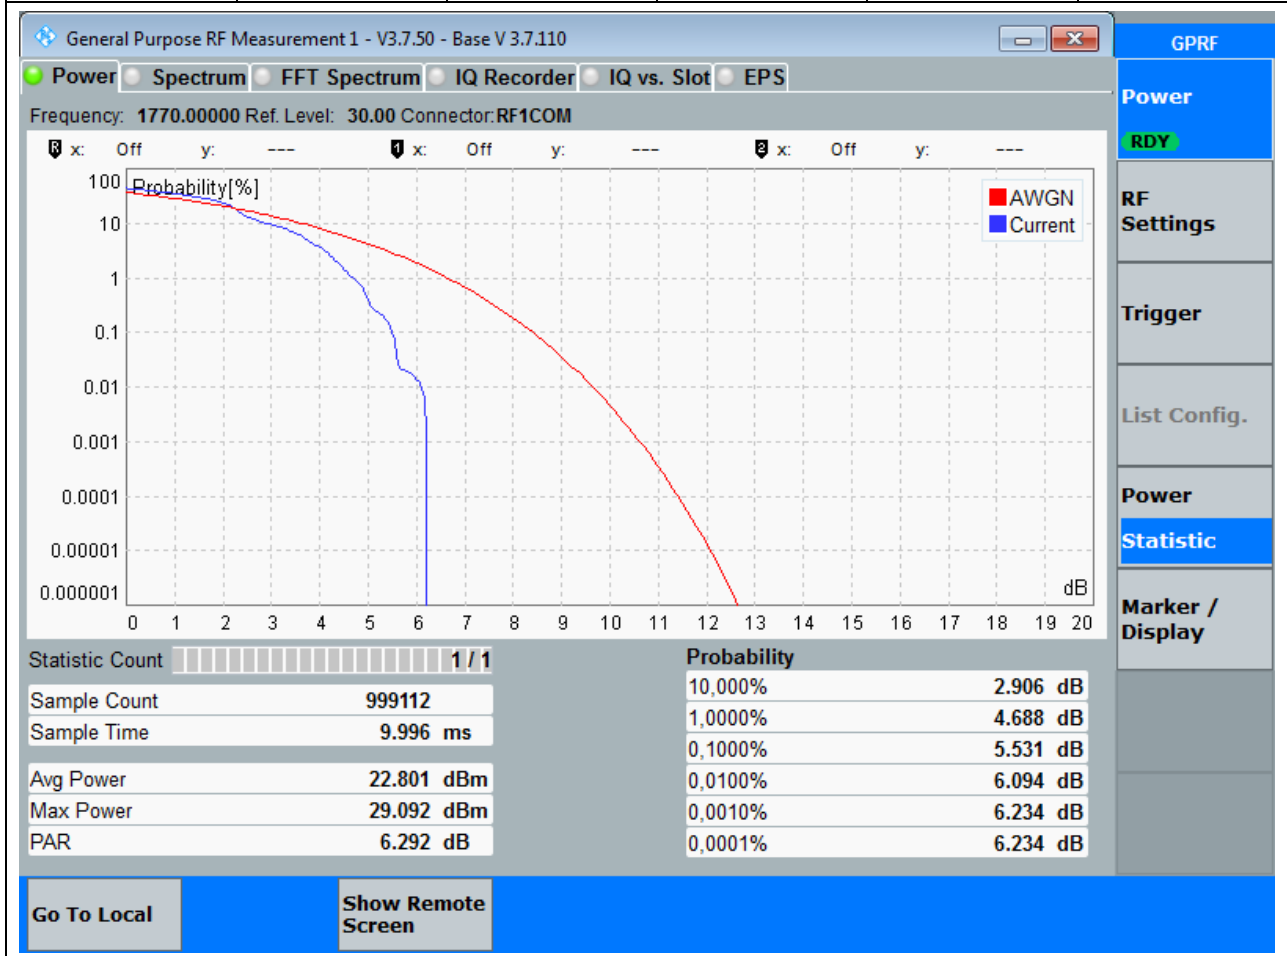 General Purpose RF Measurement 1 - V3.7.50 - Base V 3.7.110
GPRF
Power Spectrum FFT Spectrum IQ Recorder IQ vs. Slot EPS
Frequency: 1770.00000 Ref. Level: 30.00 Connector: RF1COM
R x: Off y: --- 1 x: Off y: --- 2 x: Off y: ---
Probability[%]
AWGN
Current
100
10
1
0.1
0.01
0.001
0.0001
0.00001
0.000001
dB
0 1 2 3 4 5 6 7 8 9 10 11 12 13 14 15 16 17 18 19 20
Statistic Count 1 / 1
Sample Count 999112
Sample Time 9.996 ms
Avg Power 22.801 dBm
Max Power 29.092 dBm
PAR 6.292 dB
Probability
10,000% 2.906 dB
1,0000% 4.688 dB
0,1000% 5.531 dB
0,0100% 6.094 dB
0,0010% 6.234 dB
0,0001% 6.234 dB
Power
RDY
RF
Settings
Trigger
List Config.
Power
Statistic
Marker /
Display
Go To Local
Show Remote
Screen